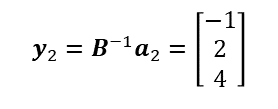 𝒚₂ = 𝑩⁻¹𝒂₂ = [−1
2
4]